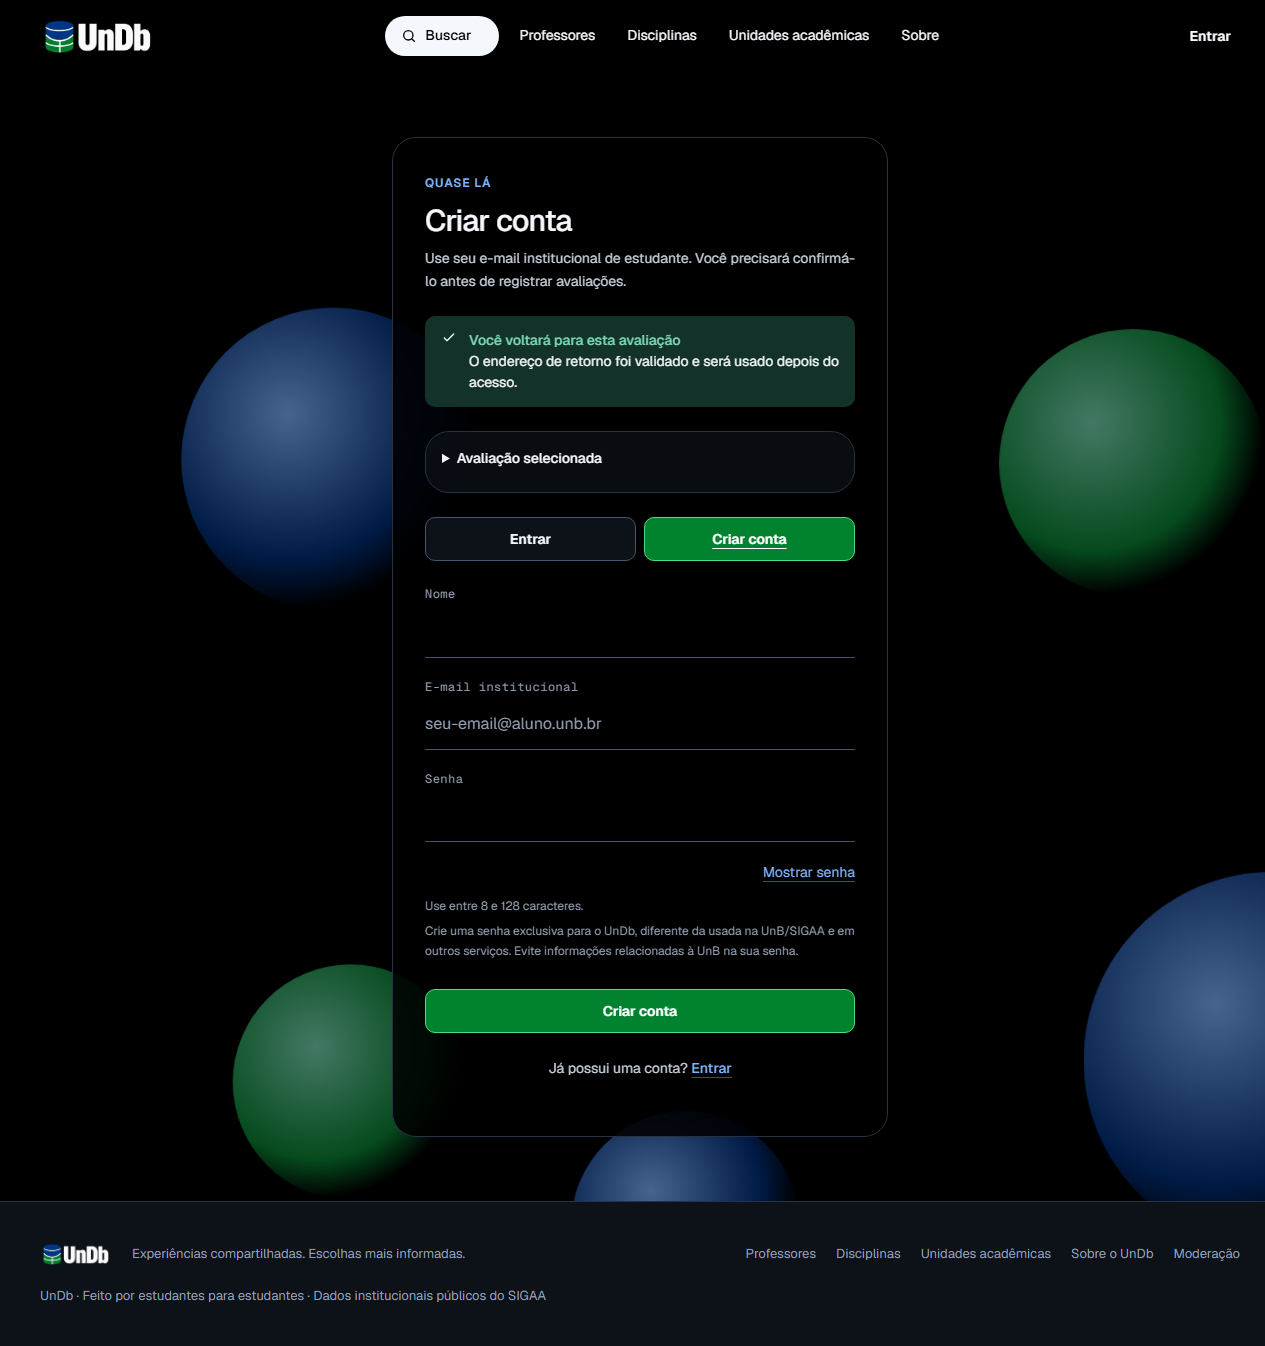 UnDb
Buscar
Professores
Disciplinas
Unidades acadêmicas
Sobre
Entrar
QUASE LÁ
Criar conta
Use seu e-mail institucional de estudante. Você precisará confirmá-
lo antes de registrar avaliações.
Você voltará para esta avaliação
O endereço de retorno foi validado e será usado depois do
acesso.
Avaliação selecionada
Entrar
Criar conta
Nome
E-mail institucional
seu-email@aluno.unb.br
Senha
Mostrar senha
Use entre 8 e 128 caracteres.
Crie uma senha exclusiva para o UnDb, diferente da usada na UnB/SIGAA e em
outros serviços. Evite informações relacionadas à UnB na sua senha.
Criar conta
Já possui uma conta? Entrar
UnDb
Experiências compartilhadas. Escolhas mais informadas.
Professores
Disciplinas
Unidades acadêmicas
Sobre o UnDb
Moderação
UnDb · Feito por estudantes para estudantes · Dados institucionais públicos do SIGAA